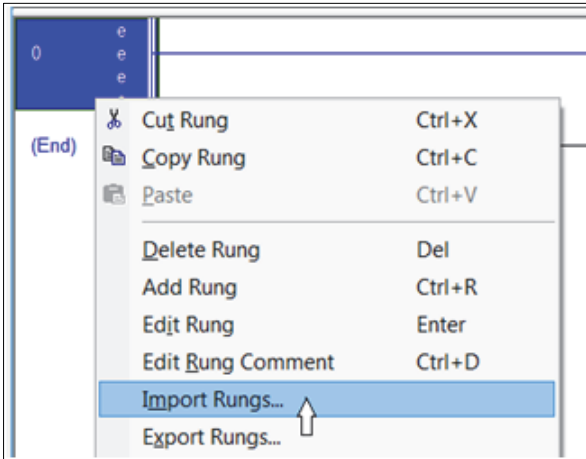 e
0 e
e
(End)
Cut Rung Ctrl+X
Copy Rung Ctrl+C
Paste Ctrl+V
Delete Rung Del
Add Rung Ctrl+R
Edit Rung Enter
Edit Rung Comment Ctrl+D
Import Rungs...
Export Rungs...